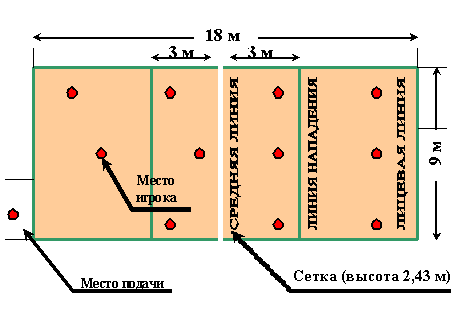 18 м
3 м
3 м
СРЕДНЯЯ ЛИНИЯ
ЛИНИЯ НАПАДЕНИЯ
ЛИЦЕВАЯ ЛИНИЯ
9 м
Место
игрока
Место подачи
Сетка (высота 2,43 м)